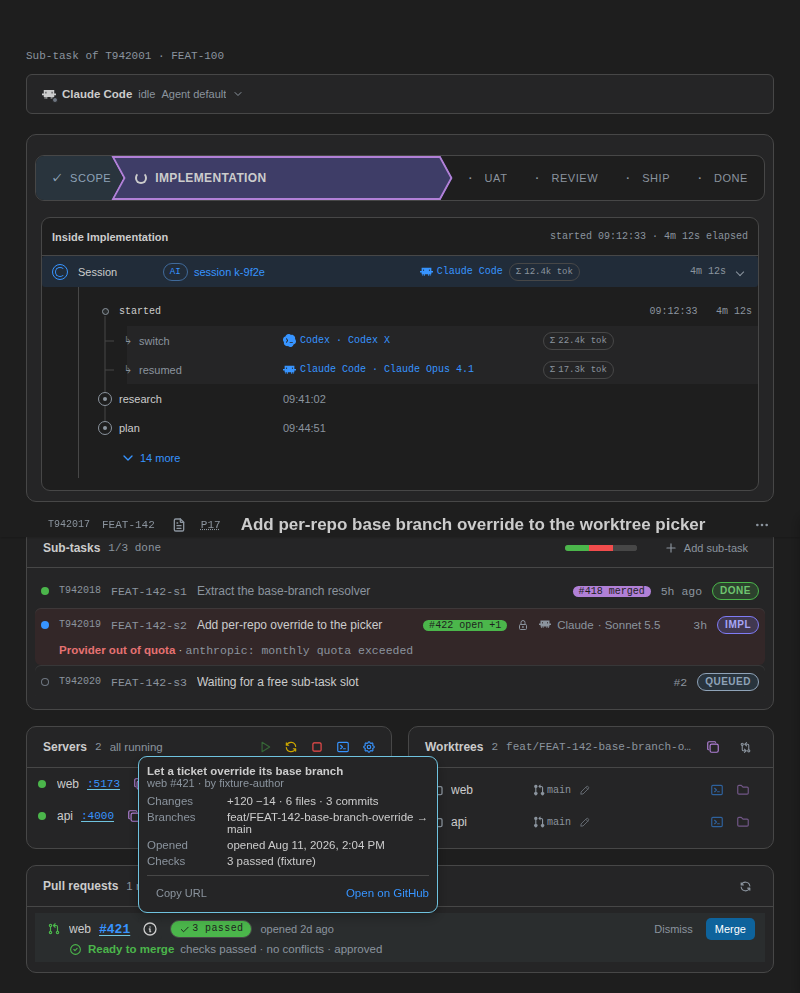 Sub-task of T942001 · FEAT-100
Claude Code idle Agent default
SCOPE IMPLEMENTATION · UAT · REVIEW · SHIP · DONE
Inside Implementation started 09:12:33 · 4m 12s elapsed
Session AI session k-9f2e Claude Code Σ 12.4k tok 4m 12s
started 09:12:33 4m 12s
↳ switch Codex · Codex X Σ 22.4k tok
↳ resumed Claude Code · Claude Opus 4.1 Σ 17.3k tok
research 09:41:02
plan 09:44:51
14 more
T942017 FEAT-142 P17 Add per-repo base branch override to the worktree picker ···
Sub-tasks 1/3 done + Add sub-task
T942018 FEAT-142-s1 Extract the base-branch resolver #418 merged 5h ago DONE
T942019 FEAT-142-s2 Add per-repo override to the picker #422 open +1 Claude · Sonnet 5.5 3h IMPL
Provider out of quota · anthropic: monthly quota exceeded
T942020 FEAT-142-s3 Waiting for a free sub-task slot #2 QUEUED
Servers 2 all running
web :5173
api :4000
Worktrees 2 feat/FEAT-142-base-branch-o…
web main
api main
Let a ticket override its base branch
web #421 · by fixture-author
Changes +120 −14 · 6 files · 3 commits
Branches feat/FEAT-142-base-branch-override →
main
Opened opened Aug 11, 2026, 2:04 PM
Checks 3 passed (fixture)
Copy URL Open on GitHub
Pull requests 1
web #421 3 passed opened 2d ago Dismiss Merge
Ready to merge checks passed · no conflicts · approved